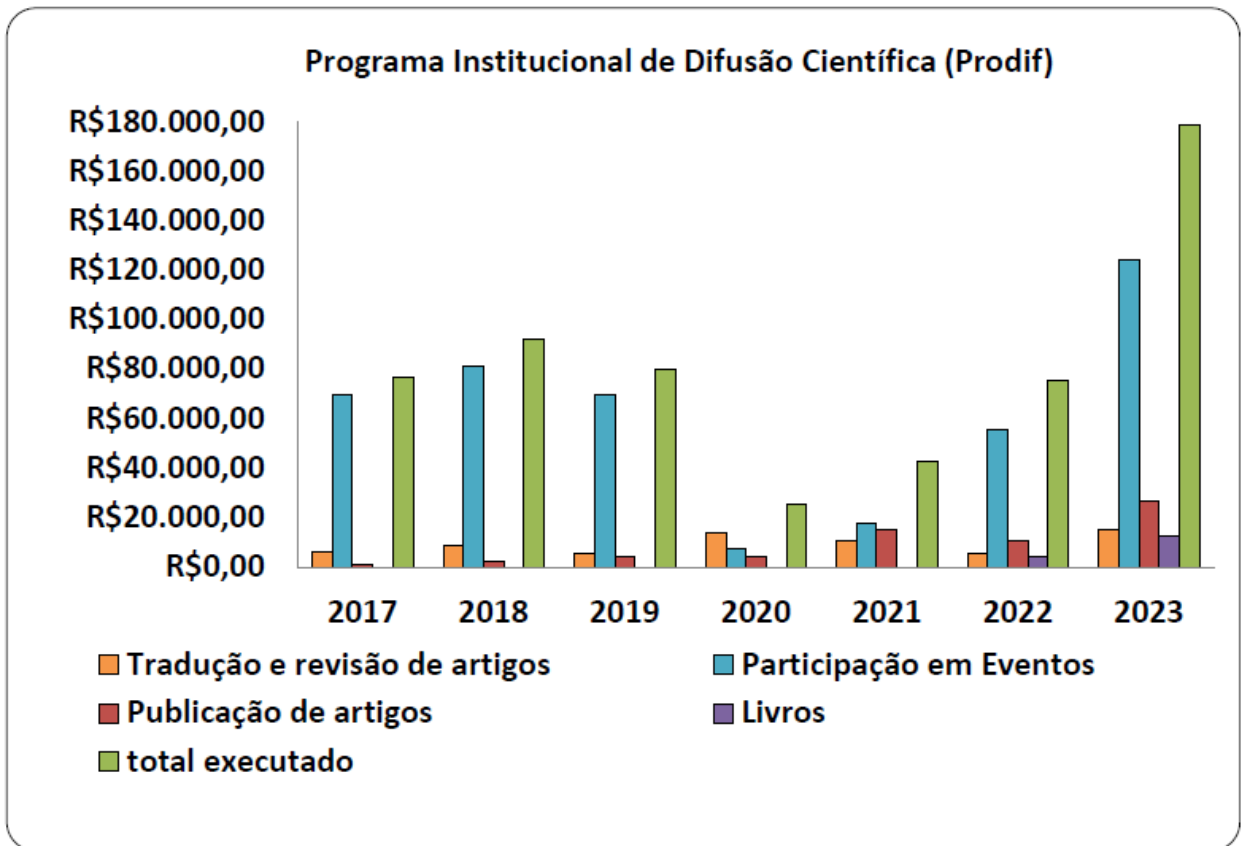 Programa Institucional de Difusão Científica (Prodif)
R$180.000,00
R$160.000,00
R$140.000,00
R$120.000,00
R$100.000,00
R$80.000,00
R$60.000,00
R$40.000,00
R$20.000,00
R$0,00
2017 2018 2019 2020 2021 2022 2023
Tradução e revisão de artigos Participação em Eventos
Publicação de artigos Livros
total executado